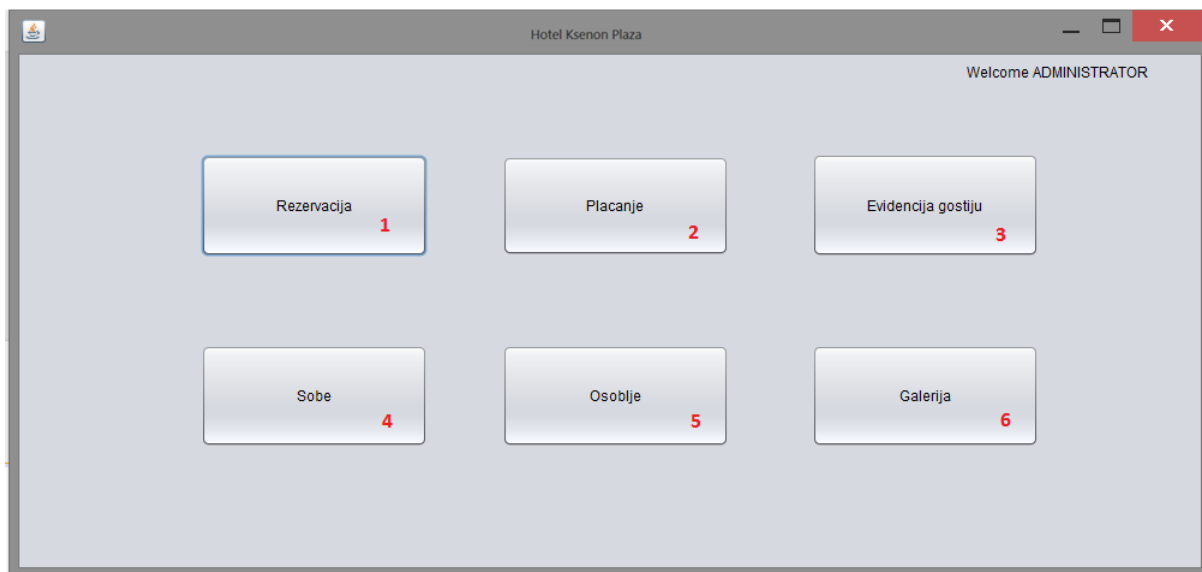 Hotel Ksenon Plaza
Welcome ADMINISTRATOR
Rezervacija
1
Placanje
2
Evidencija gostiju
3
Sobe
4
Osoblje
5
Galerija
6